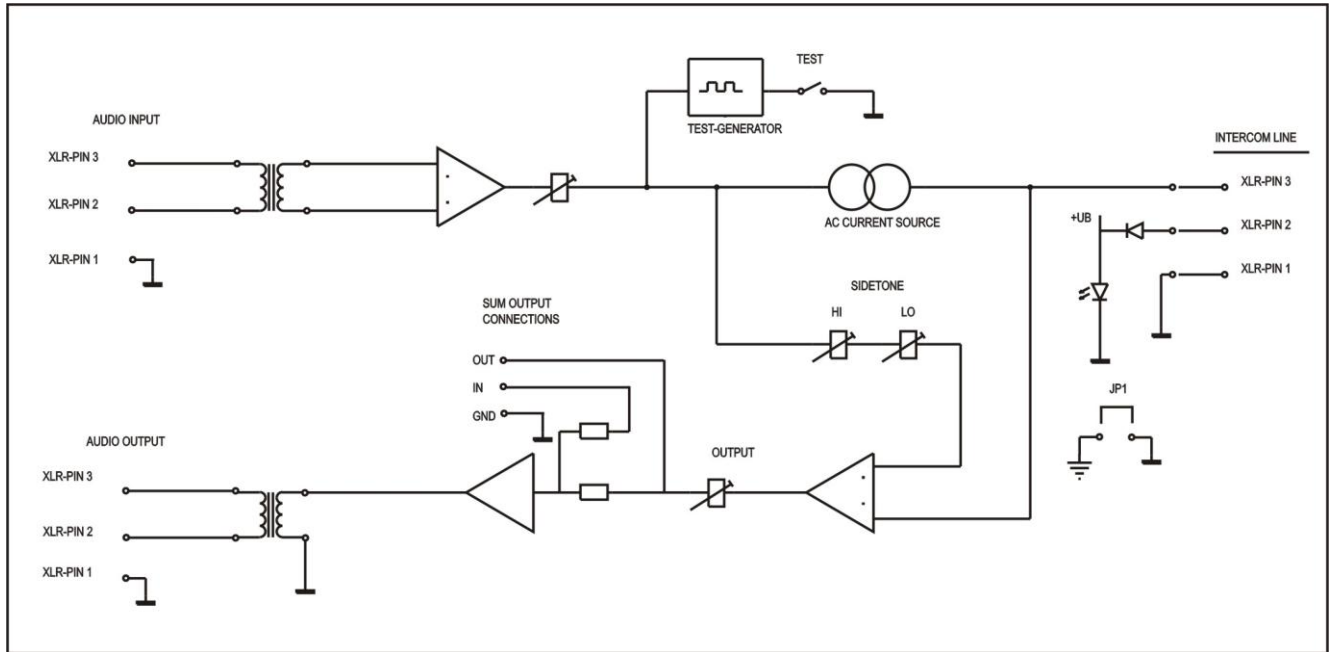 TEST
TEST-GENERATOR
AUDIO INPUT
XLR-PIN 3
XLR-PIN 2
XLR-PIN 1
AC CURRENT SOURCE
INTERCOM LINE
XLR-PIN 3
+UB
XLR-PIN 2
XLR-PIN 1
SIDETONE
HI
LO
SUM OUTPUT
CONNECTIONS
OUT
IN
GND
JP1
OUTPUT
AUDIO OUTPUT
XLR-PIN 3
XLR-PIN 2
XLR-PIN 1